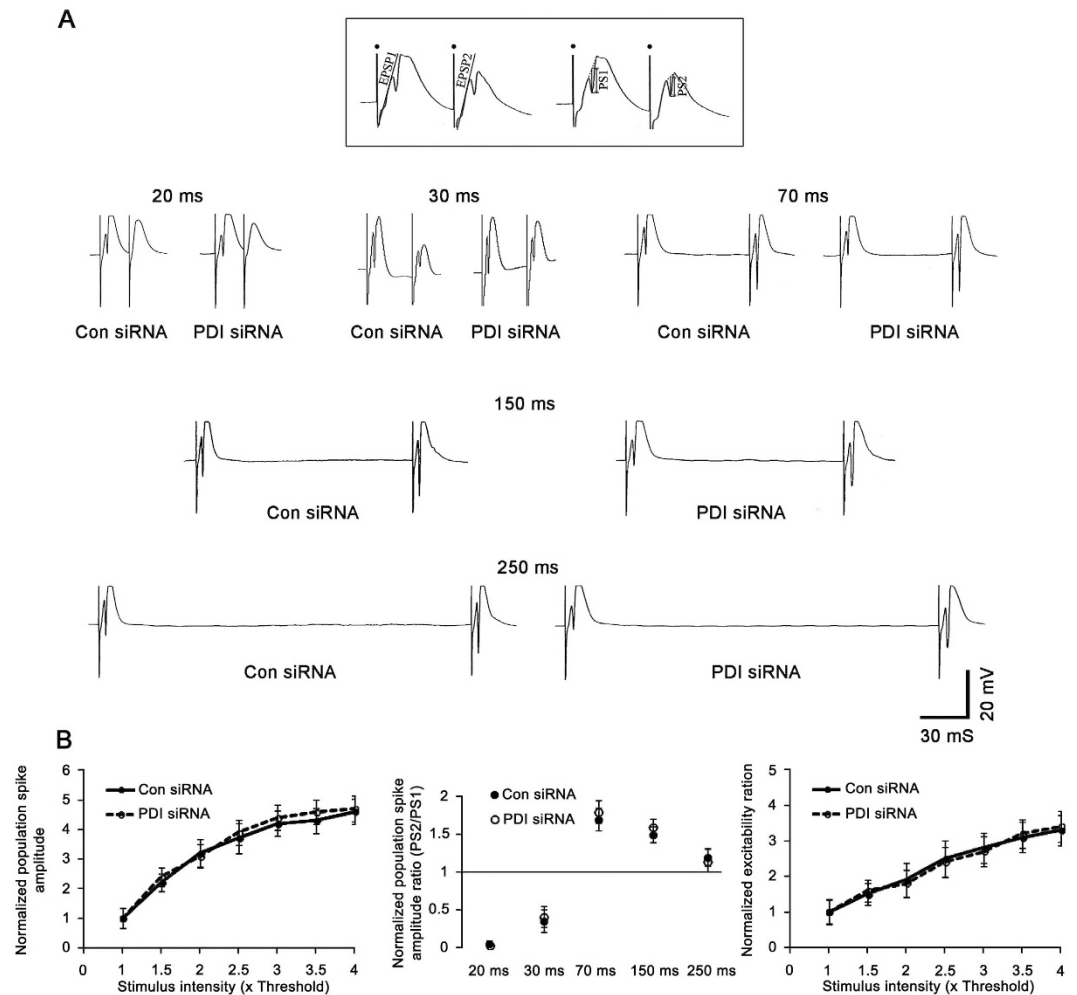 A
EPSP1
EPSP2
PS1
PS2
20 ms
30 ms
70 ms
Con siRNA
PDI siRNA
Con siRNA
PDI siRNA
Con siRNA
PDI siRNA
150 ms
Con siRNA
PDI siRNA
250 ms
Con siRNA
PDI siRNA
20 mV
30 mS
B
Normalized population spike
amplitude
6
5
4
3
2
1
0
Con siRNA
PDI siRNA
0 1 1.5 2 2.5 3 3.5 4
Stimulus intensity (x Threshold)
Normalized population spike
amplitude ratio (PS2/PS1)
2
1.5
1
0.5
0
Con siRNA
PDI siRNA
20 ms 30 ms 70 ms 150 ms 250 ms
Normalized excitability ration
5
4
3
2
1
0
Con siRNA
PDI siRNA
0 1 1.5 2 2.5 3 3.5 4
Stimulus intensity (x Threshold)